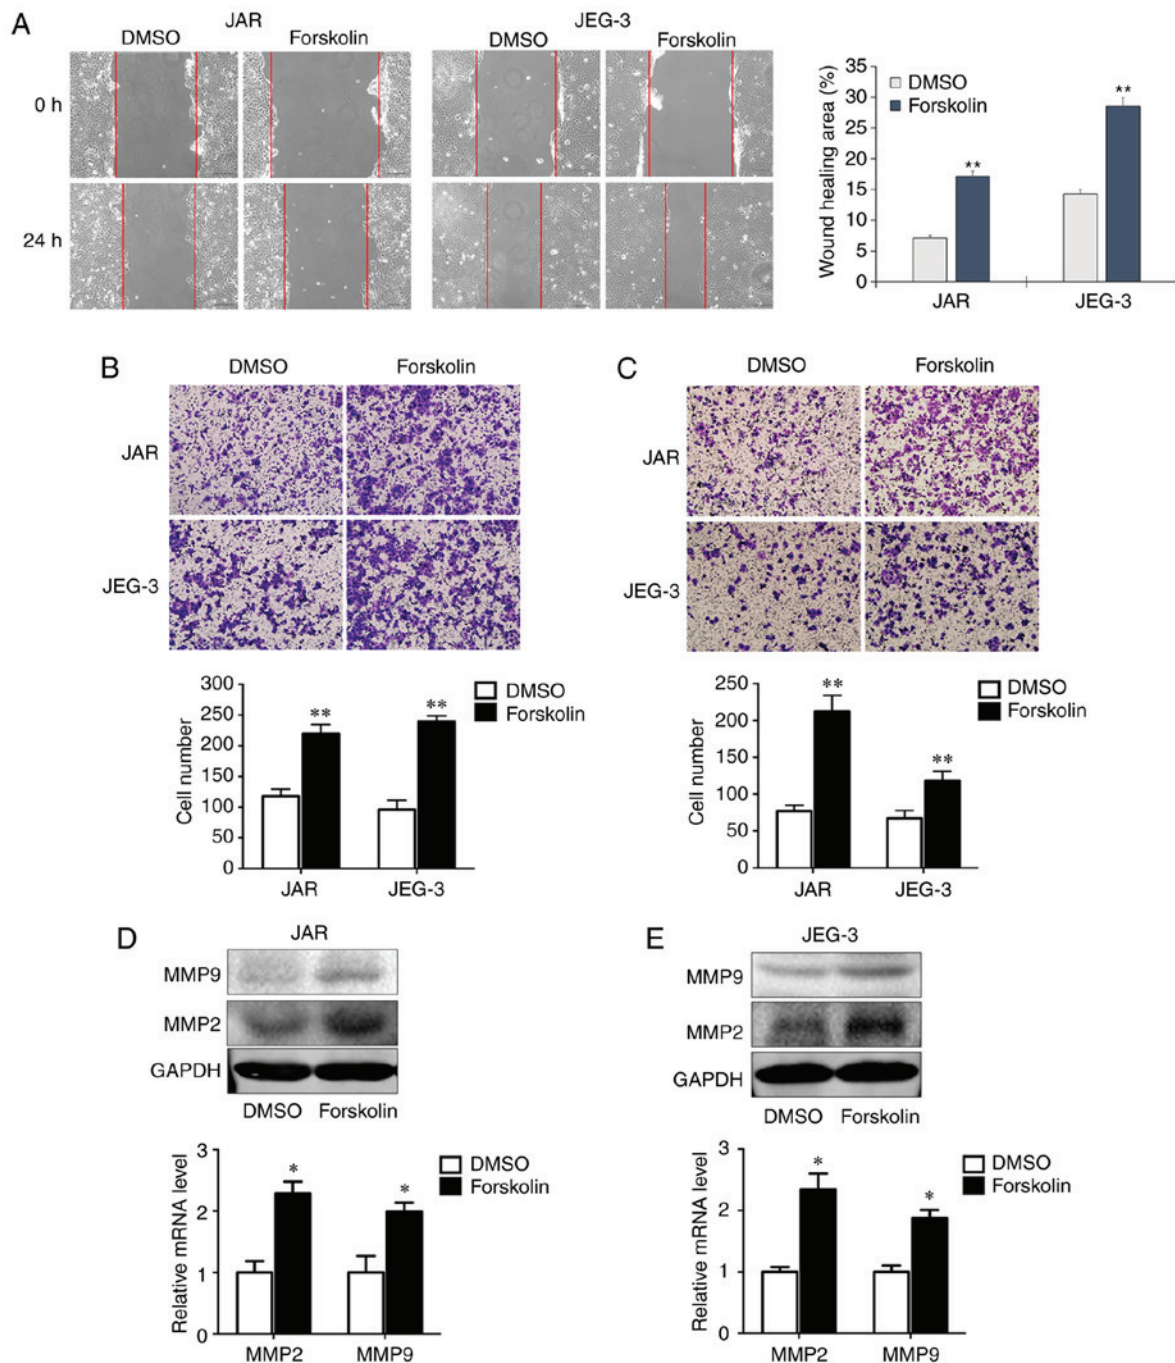 A
JAR
JEG-3
DMSO
Forskolin
DMSO
Forskolin
0 h
24 h
Wound healing area (%)
35
30
25
20
15
10
5
0
DMSO
Forskolin
**
**
JAR
JEG-3
B
DMSO
Forskolin
JAR
JEG-3
Cell number
300
250
200
150
100
50
0
DMSO
Forskolin
**
**
JAR
JEG-3
C
DMSO
Forskolin
JAR
JEG-3
Cell number
250
200
150
100
50
0
DMSO
Forskolin
**
**
JAR
JEG-3
D
JAR
MMP9
MMP2
GAPDH
DMSO
Forskolin
Relative mRNA level
3
2
1
0
DMSO
Forskolin
*
*
MMP2
MMP9
E
JEG-3
MMP9
MMP2
GAPDH
DMSO
Forskolin
Relative mRNA level
3
2
1
0
DMSO
Forskolin
*
*
MMP2
MMP9